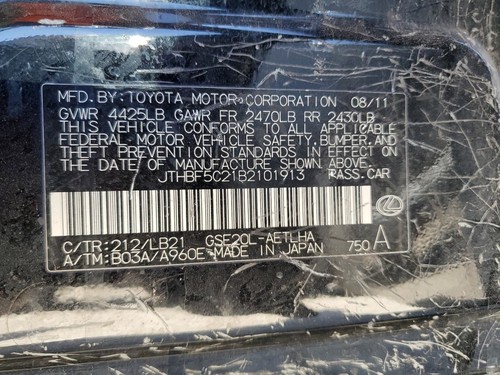 MFD.BY:TOYOTA MOTOR CORPORATION 08/11
GVWR 4425LB GAWR FR 2470LB RR 2430LB
THIS VEHICLE CONFORMS TO ALL APPLICABLE
FEDERAL MOTOR VEHICLE SAFETY, BUMPER, AND
THEFT PREVENTION STANDARDS IN EFFECT ON
THE DATE OF MANUFACTURE SHOWN ABOVE.
JTHBF5C21B2101913 PASS.CAR
C/TR:212/LB21 GSE20L-AETLHA
A/TM:B03A/A960E MADE IN JAPAN 750 A